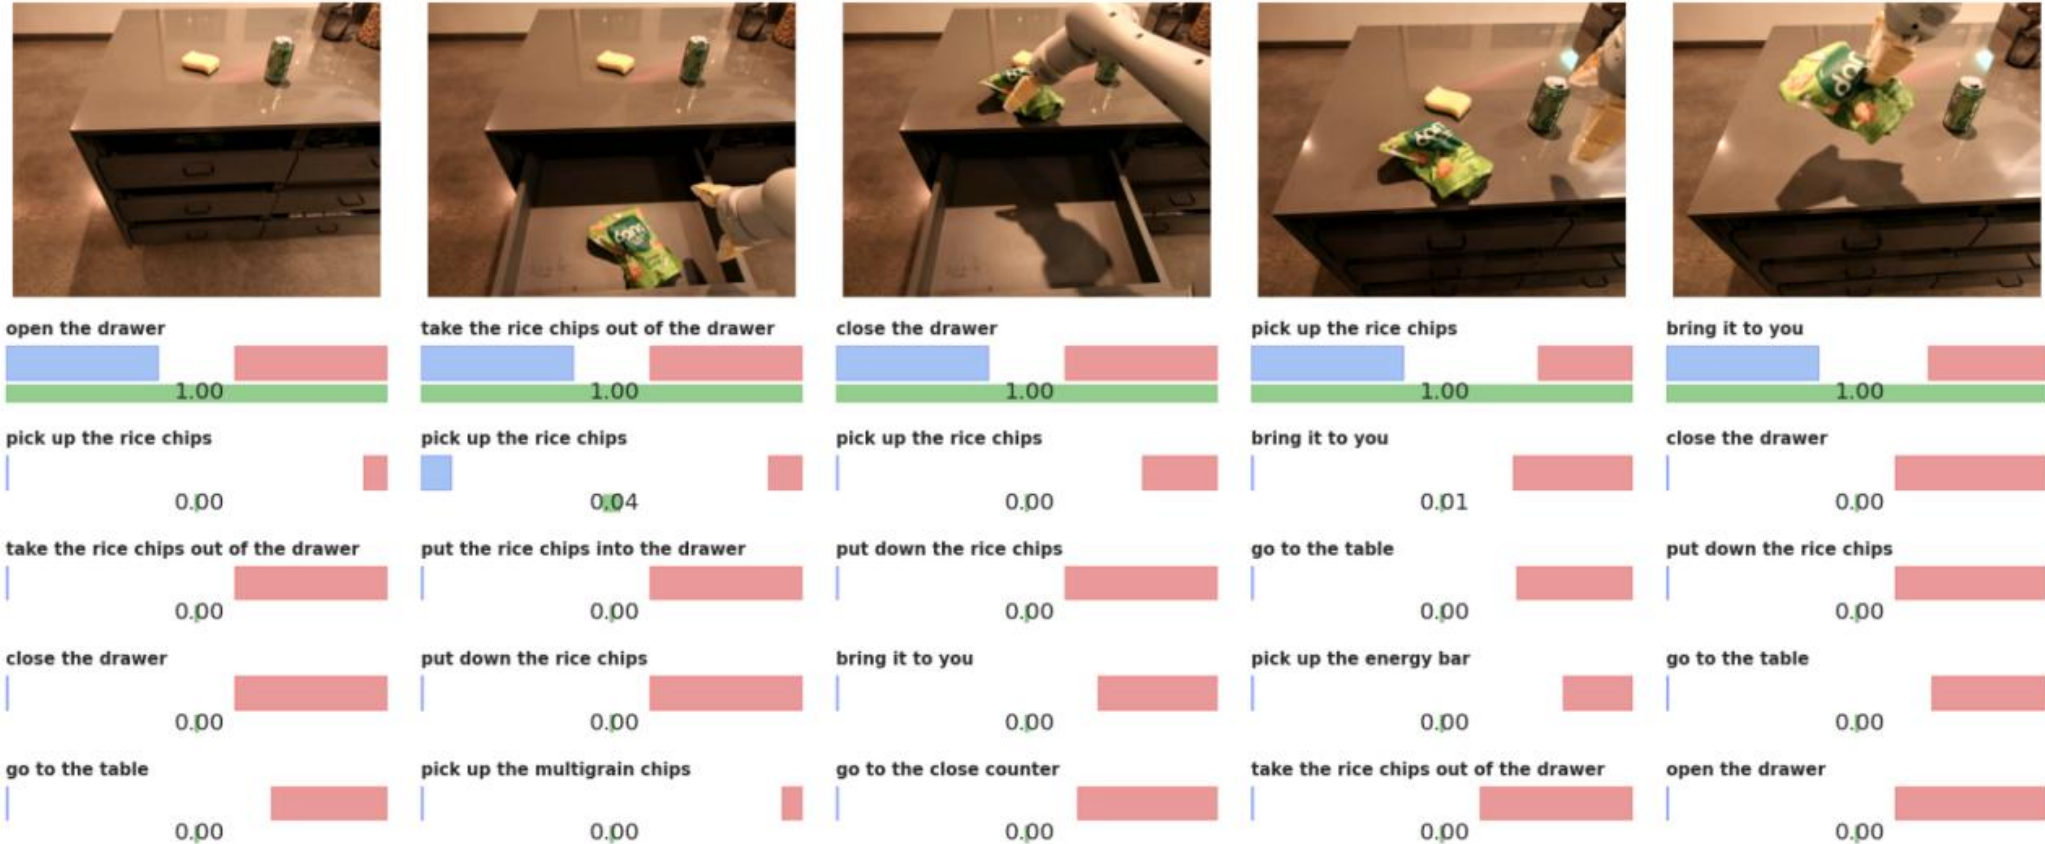 open the drawer
take the rice chips out of the drawer
close the drawer
pick up the rice chips
bring it to you
1.00
1.00
1.00
1.00
1.00
pick up the rice chips
pick up the rice chips
pick up the rice chips
bring it to you
close the drawer
0.00
0.04
0.00
0.01
0.00
take the rice chips out of the drawer
put the rice chips into the drawer
put down the rice chips
go to the table
put down the rice chips
0.00
0.00
0.00
0.00
0.00
close the drawer
put down the rice chips
bring it to you
pick up the energy bar
go to the table
0.00
0.00
0.00
0.00
0.00
go to the table
pick up the multigrain chips
go to the close counter
take the rice chips out of the drawer
open the drawer
0.00
0.00
0.00
0.00
0.00